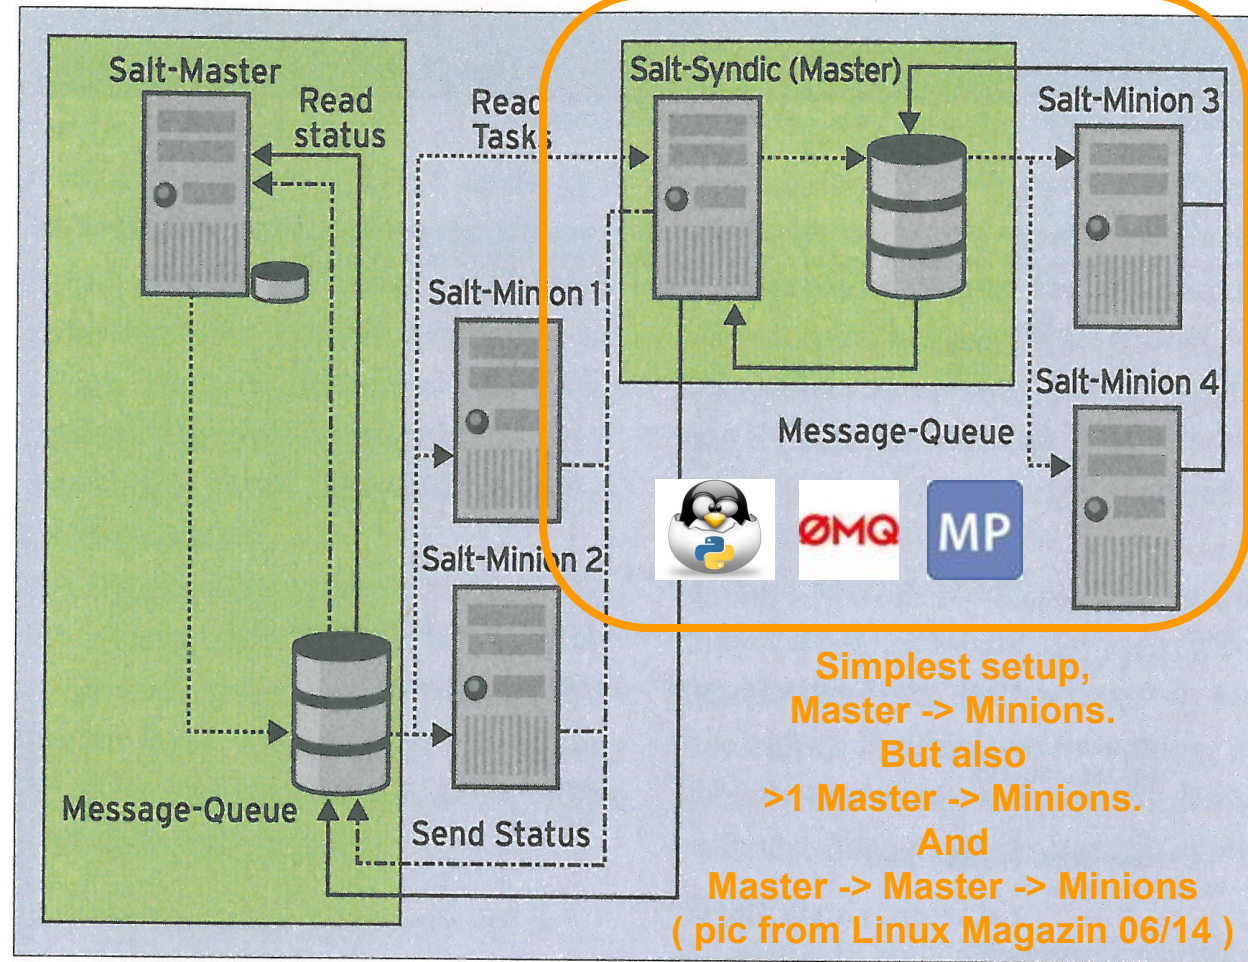 Salt-Master
Read
status
Read
Tasks
Salt-Syndic (Master)
Salt-Minion 3
Salt-Minion 1
Salt-Minion 4
Message-Queue
ØMQ
MP
Salt-Minion 2
Message-Queue
Send Status
Simplest setup,
Master -> Minions.
But also
>1 Master -> Minions.
And
Master -> Master -> Minions
( pic from Linux Magazin 06/14 )